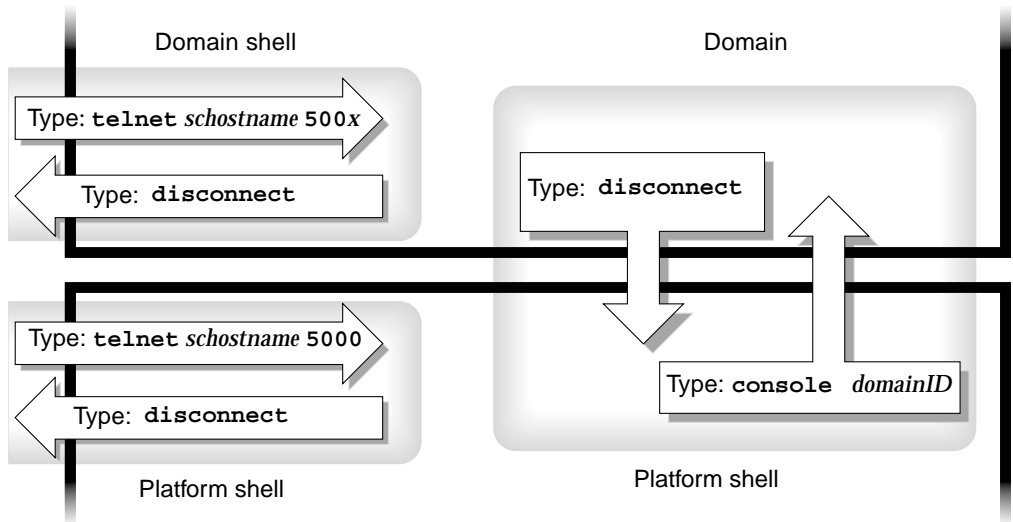 Domain shell
Domain
Type: telnet schostname 500x
Type: disconnect
Type: disconnect
Type: telnet schostname 5000
Type: disconnect
Type: console domainID
Platform shell
Platform shell